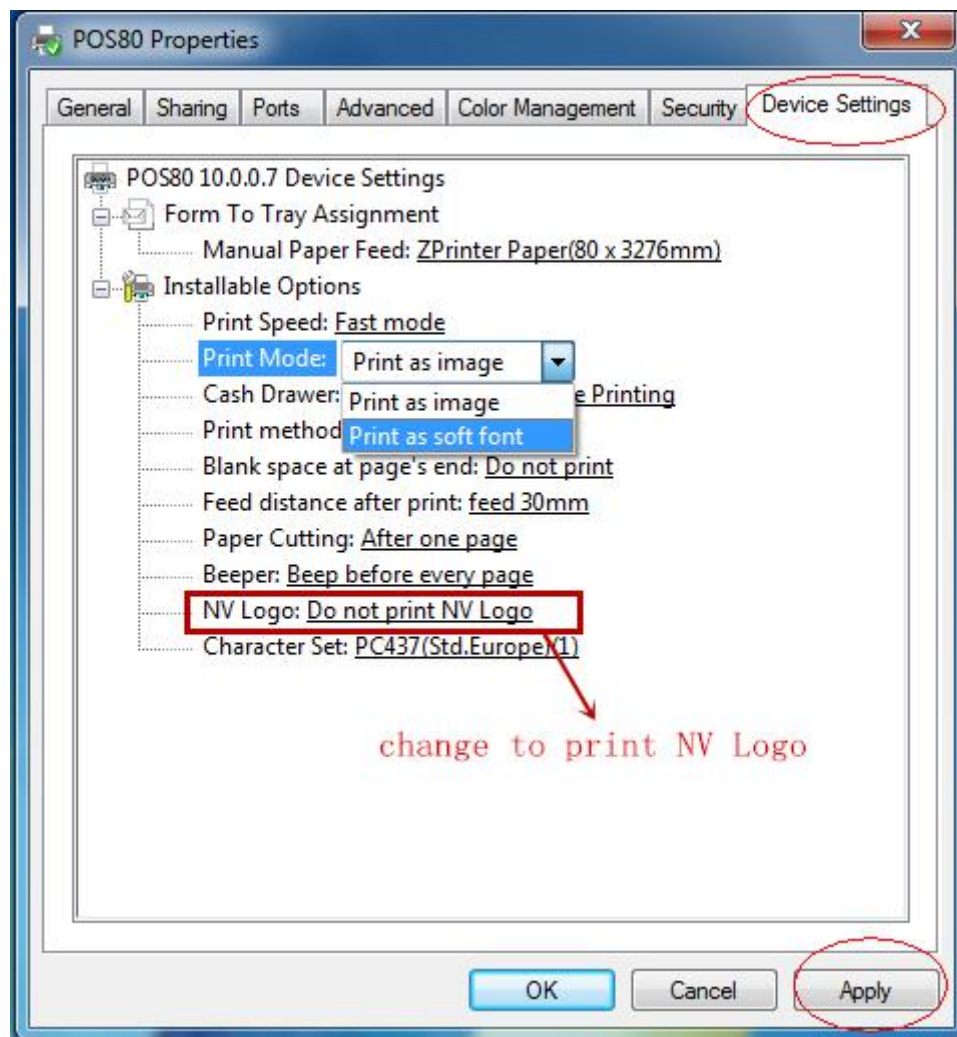 POS80 Properties
General Sharing Ports Advanced Color Management Security Device Settings
POS80 10.0.0.7 Device Settings
Form To Tray Assignment
Manual Paper Feed: ZPrinter Paper(80 x 3276mm)
Installable Options
Print Speed: Fast mode
Print Mode: Print as image
Cash Drawer: Print as image Printing
Print method Print as soft font
Blank space at page's end: Do not print
Feed distance after print: feed 30mm
Paper Cutting: After one page
Beeper: Beep before every page
NV Logo: Do not print NV Logo
Character Set: PC437(Std.Europe)(1)
change to print NV Logo
OK Cancel Apply